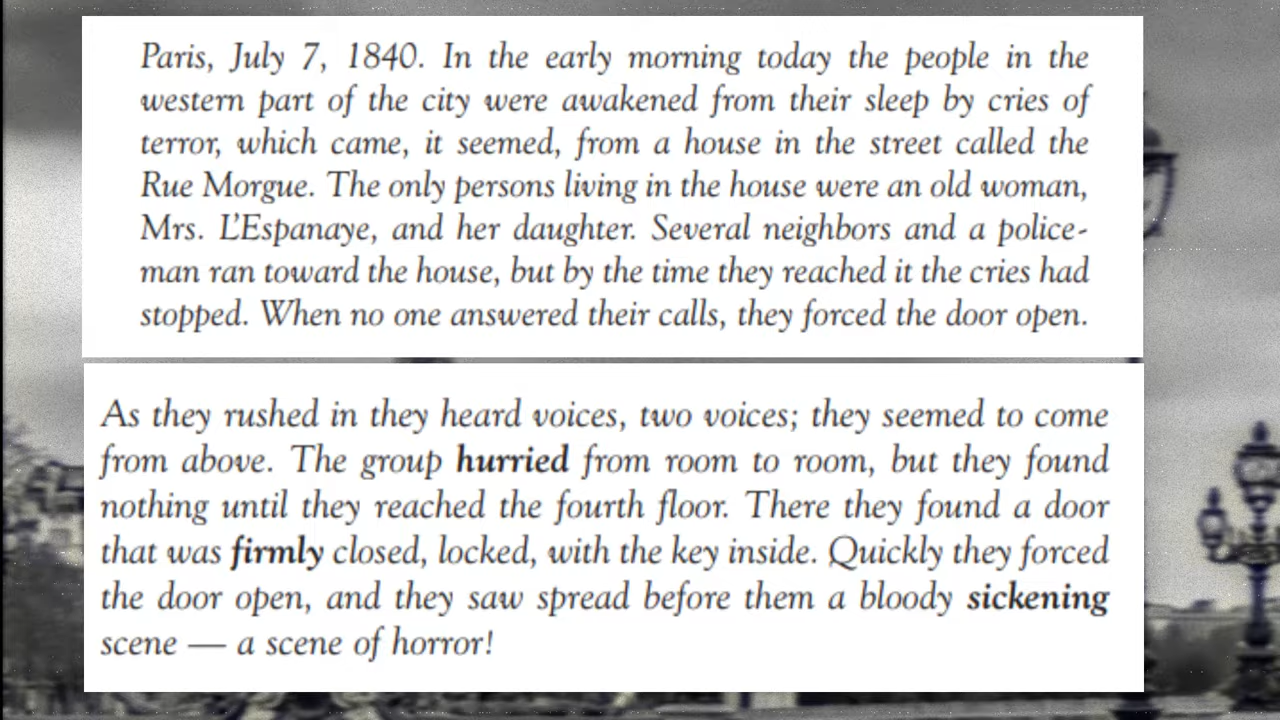 Paris, July 7, 1840. In the early morning today the people in the
western part of the city were awakened from their sleep by cries of
terror, which came, it seemed, from a house in the street called the
Rue Morgue. The only persons living in the house were an old woman,
Mrs. L'Espanaye, and her daughter. Several neighbors and a police-
man ran toward the house, but by the time they reached it the cries had
stopped. When no one answered their calls, they forced the door open.
As they rushed in they heard voices, two voices; they seemed to come
from above. The group hurried from room to room, but they found
nothing until they reached the fourth floor. There they found a door
that was firmly closed, locked, with the key inside. Quickly they forced
the door open, and they saw spread before them a bloody sickening
scene — a scene of horror!